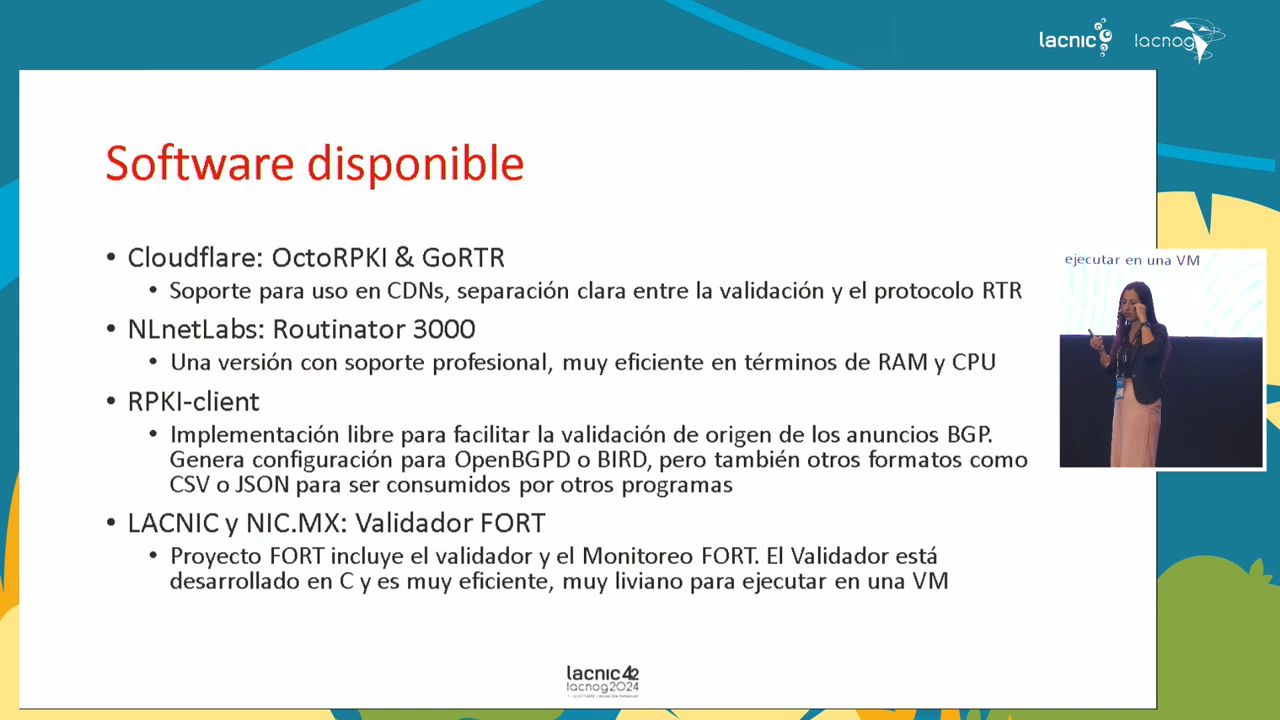 lacnic
lacnog
Software disponible
• Cloudflare: OctoRPKI & GoRTR
• Soporte para uso en CDNs, separación clara entre la validación y el protocolo RTR
• NLnetLabs: Routinator 3000
• Una versión con soporte profesional, muy eficiente en términos de RAM y CPU
• RPKI-client
• Implementación libre para facilitar la validación de origen de los anuncios BGP.
Genera configuración para OpenBGPD o BIRD, pero también otros formatos como
CSV o JSON para ser consumidos por otros programas
• LACNIC y NIC.MX: Validador FORT
• Proyecto FORT incluye el validador y el Monitoreo FORT. El Validador está
desarrollado en C y es muy eficiente, muy liviano para ejecutar en una VM
ejecutar en una VM
lacnic42
lacnog2024